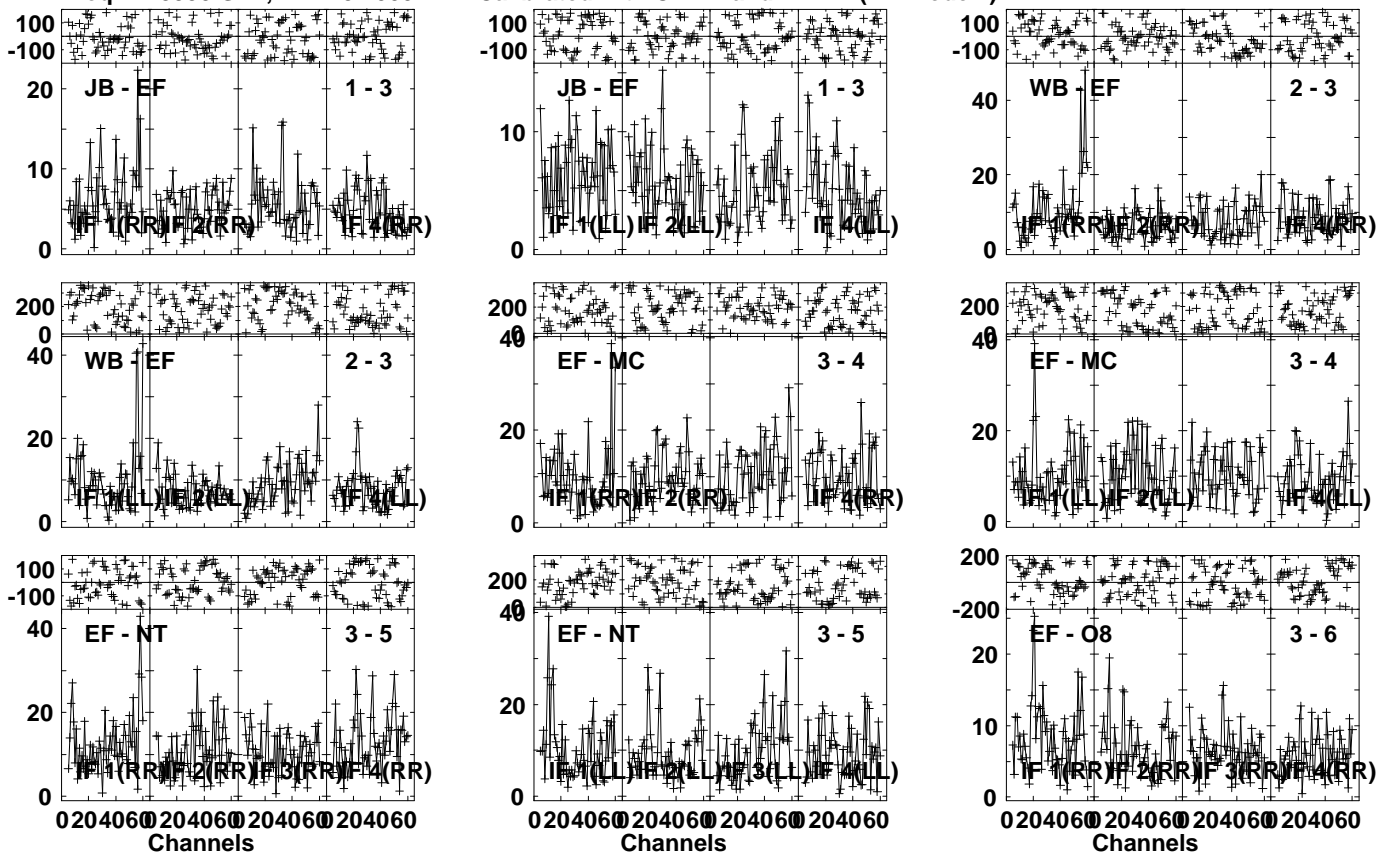 100
-100
20
10
0
JB - EF 1 - 3
IF 1(RR) IF 2(RR) IF 4(RR)
10
0
JB - EF 1 - 3
IF 1(LL) IF 2(LL) IF 4(LL)
100
-100
40
20
0
WB - EF 2 - 3
IF 1(RR) IF 2(RR) IF 4(RR)
200
0
40
20
0
WB - EF 2 - 3
IF 1(LL) IF 2(LL) IF 4(LL)
200
0
40
20
0
EF - MC 3 - 4
IF 1(RR) IF 2(RR) IF 4(RR)
200
0
40
20
0
EF - MC 3 - 4
IF 1(LL) IF 2(LL) IF 4(LL)
100
-100
40
20
0
EF - NT 3 - 5
IF 1(RR) IF 2(RR) IF 3(RR) IF 4(RR)
0 20 40 60 0 20 40 60 0 20 40 60 0 20 40 60
Channels
200
0
40
20
0
EF - NT 3 - 5
IF 1(LL) IF 2(LL) IF 3(LL) IF 4(LL)
0 20 40 60 0 20 40 60 0 20 40 60 0 20 40 60
Channels
200
-200
20
10
0
EF - O8 3 - 6
IF 1(RR) IF 2(RR) IF 3(RR) IF 4(RR)
0 20 40 60 0 20 40 60 0 20 40 60 0 20 40 60
Channels